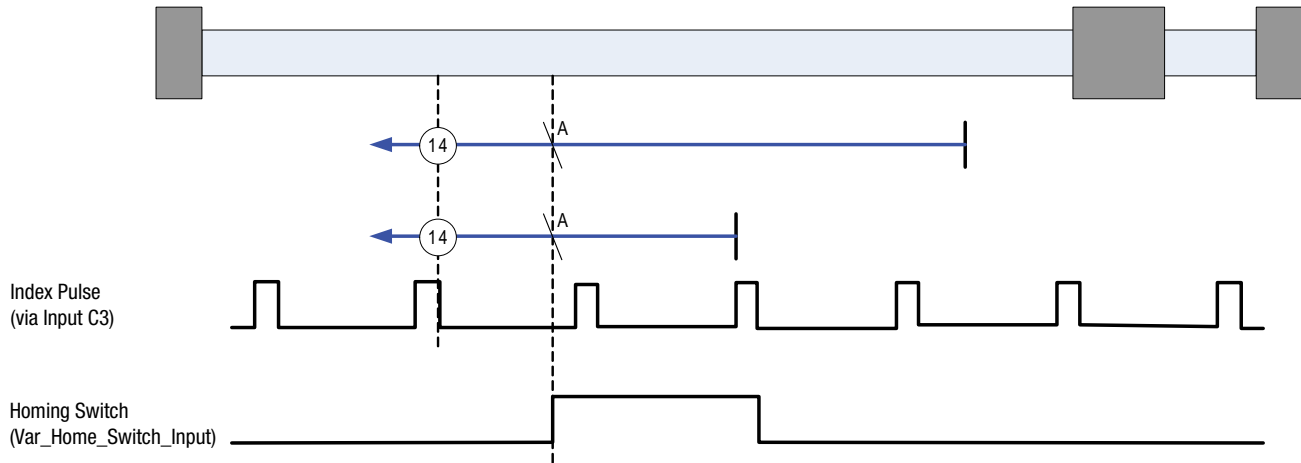 A
14
A
14
Index Pulse
(via Input C3)
Homing Switch
(Var_Home_Switch_Input)